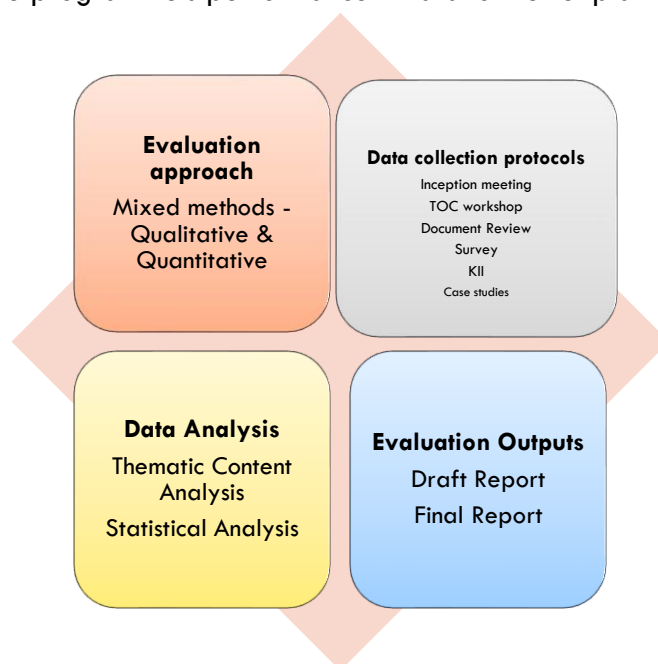 Evaluation
approach
Mixed methods -
Qualitative &
Quantitative
Data collection protocols
Inception meeting
TOC workshop
Document Review
Survey
KII
Case studies
Data Analysis
Thematic Content
Analysis
Statistical Analysis
Evaluation Outputs
Draft Report
Final Report